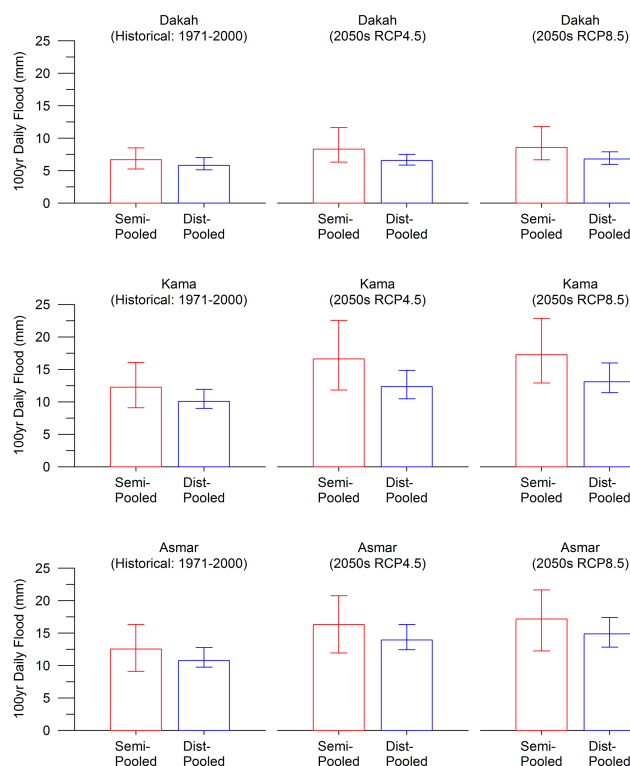 Dakah
(Historical: 1971-2000)
Dakah
(2050s RCP4.5)
Dakah
(2050s RCP8.5)
100yr Daily Flood (mm)
25
20
15
10
5
0
Semi-
Pooled
Dist-
Pooled
Semi-
Pooled
Dist-
Pooled
Semi-
Pooled
Dist-
Pooled
Kama
(Historical: 1971-2000)
Kama
(2050s RCP4.5)
Kama
(2050s RCP8.5)
100yr Daily Flood (mm)
25
20
15
10
5
0
Semi-
Pooled
Dist-
Pooled
Semi-
Pooled
Dist-
Pooled
Semi-
Pooled
Dist-
Pooled
Asmar
(Historical: 1971-2000)
Asmar
(2050s RCP4.5)
Asmar
(2050s RCP8.5)
100yr Daily Flood (mm)
25
20
15
10
5
0
Semi-
Pooled
Dist-
Pooled
Semi-
Pooled
Dist-
Pooled
Semi-
Pooled
Dist-
Pooled